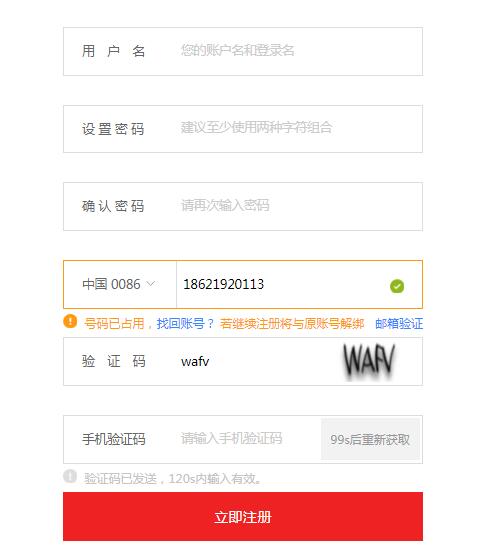 用 户 名 您的账户名和登录名
设置密码 建议至少使用两种字符组合
确认密码 请再次输入密码
中国 0086 18621920113
号码已占用，找回账号？若继续注册将与原账号解绑 邮箱验证
验 证 码 wafv WAFV
手机验证码 请输入手机验证码 99s后重新获取
验证码已发送，120s内输入有效。
立即注册